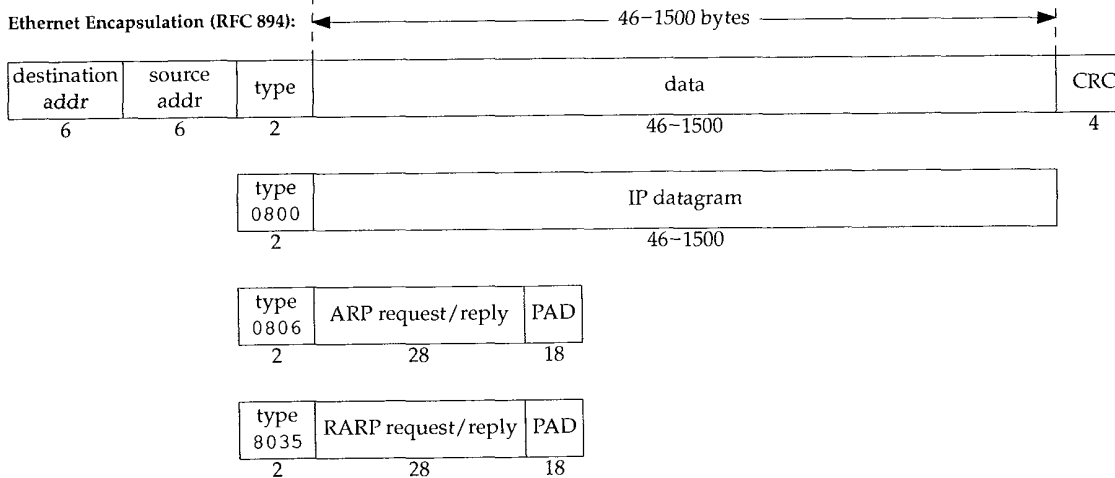 Ethernet Encapsulation (RFC 894):
46–1500 bytes
destination addr
source addr
type
data
CRC
6
6
2
46–1500
4
type 0800
IP datagram
2
46–1500
type 0806
ARP request/reply
PAD
2
28
18
type 8035
RARP request/reply
PAD
2
28
18